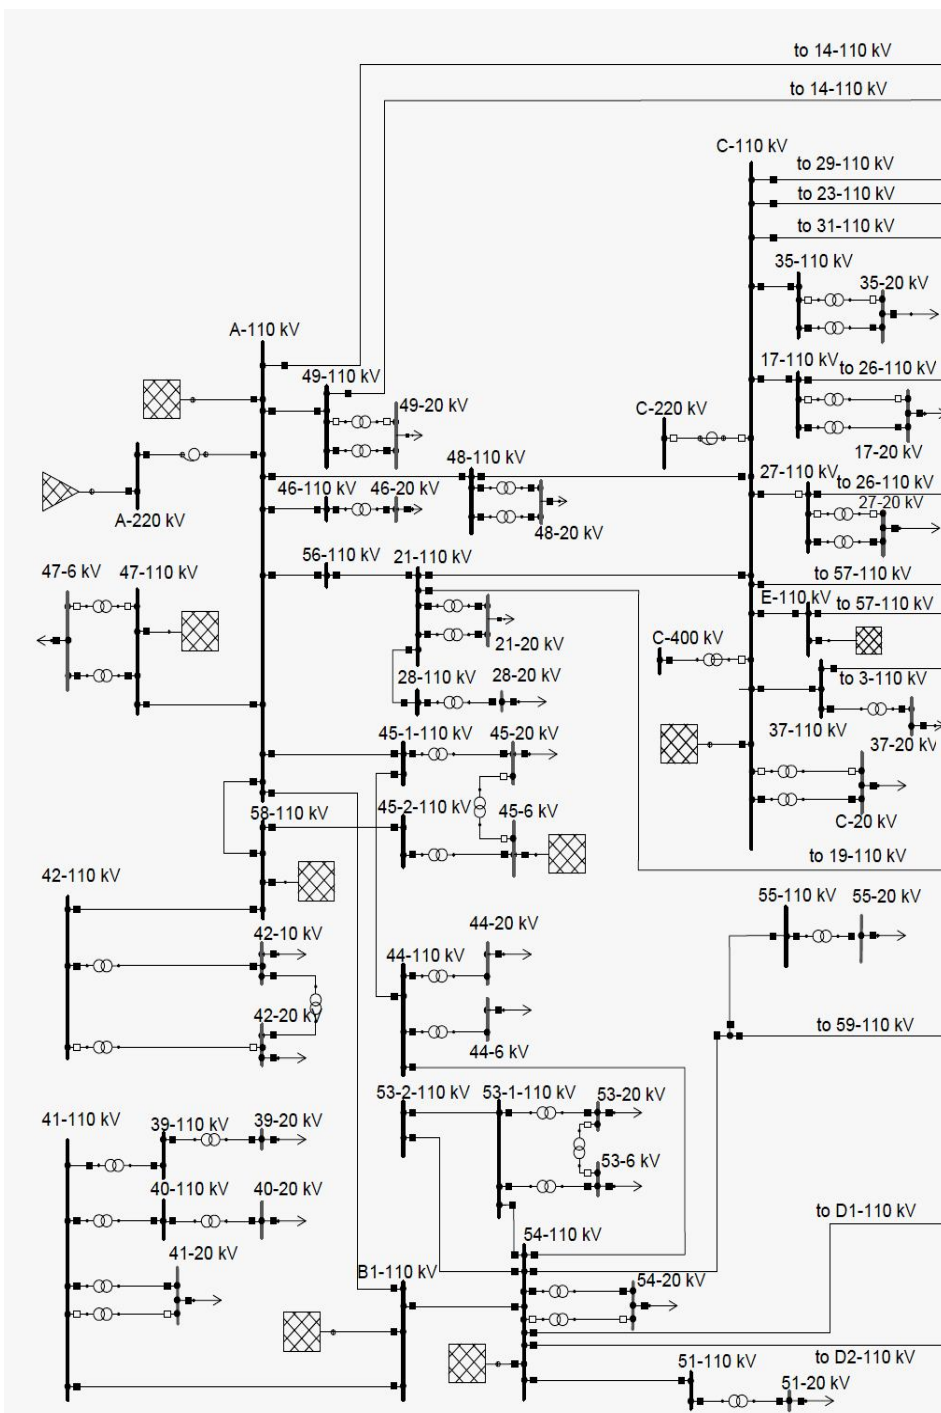 to 14-110 kV
to 14-110 kV
C-110 kV
to 29-110 kV
to 23-110 kV
to 31-110 kV
35-110 kV
35-20 kV
A-110 kV
17-110 kV
to 26-110 kV
49-110 kV
49-20 kV
C-220 kV
17-20 kV
48-110 kV
27-110 kV
to 26-110 kV
46-110 kV
46-20 kV
27-20 kV
A-220 kV
48-20 kV
56-110 kV
21-110 kV
47-6 kV
47-110 kV
to 57-110 kV
E-110 kV
to 57-110 kV
21-20 kV
C-400 kV
28-110 kV
28-20 kV
to 3-110 kV
37-110 kV
37-20 kV
45-1-110 kV
45-20 kV
45-2-110 kV
45-6 kV
58-110 kV
C-20 kV
to 19-110 kV
42-110 kV
55-110 kV
55-20 kV
42-10 kV
44-20 kV
44-110 kV
42-20 kV
to 59-110 kV
44-6 kV
53-2-110 kV
53-1-110 kV
53-20 kV
41-110 kV
39-110 kV
39-20 kV
53-6 kV
40-110 kV
40-20 kV
to D1-110 kV
54-110 kV
41-20 kV
B1-110 kV
54-20 kV
to D2-110 kV
51-110 kV
51-20 kV